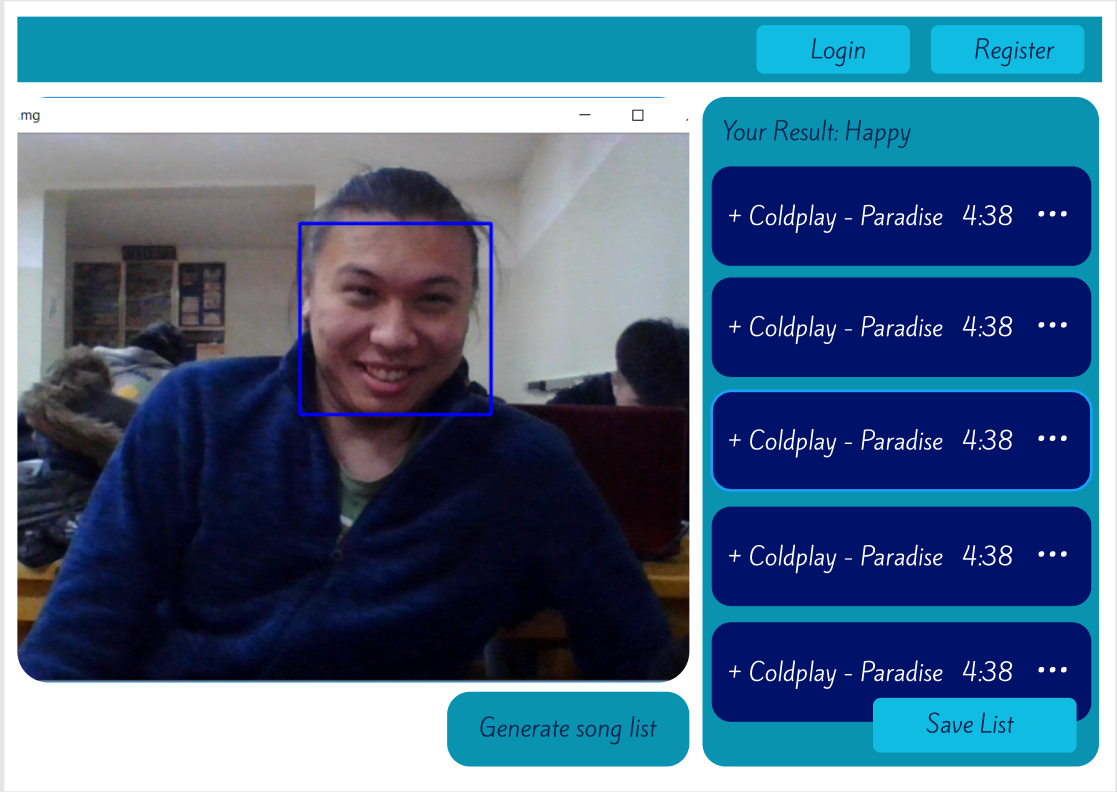 Login
Register
.mg
Your Result: Happy
+ Coldplay - Paradise 4:38 •••
+ Coldplay - Paradise 4:38 •••
+ Coldplay - Paradise 4:38 •••
+ Coldplay - Paradise 4:38 •••
+ Coldplay - Paradise 4:38 •••
Save List
Generate song list